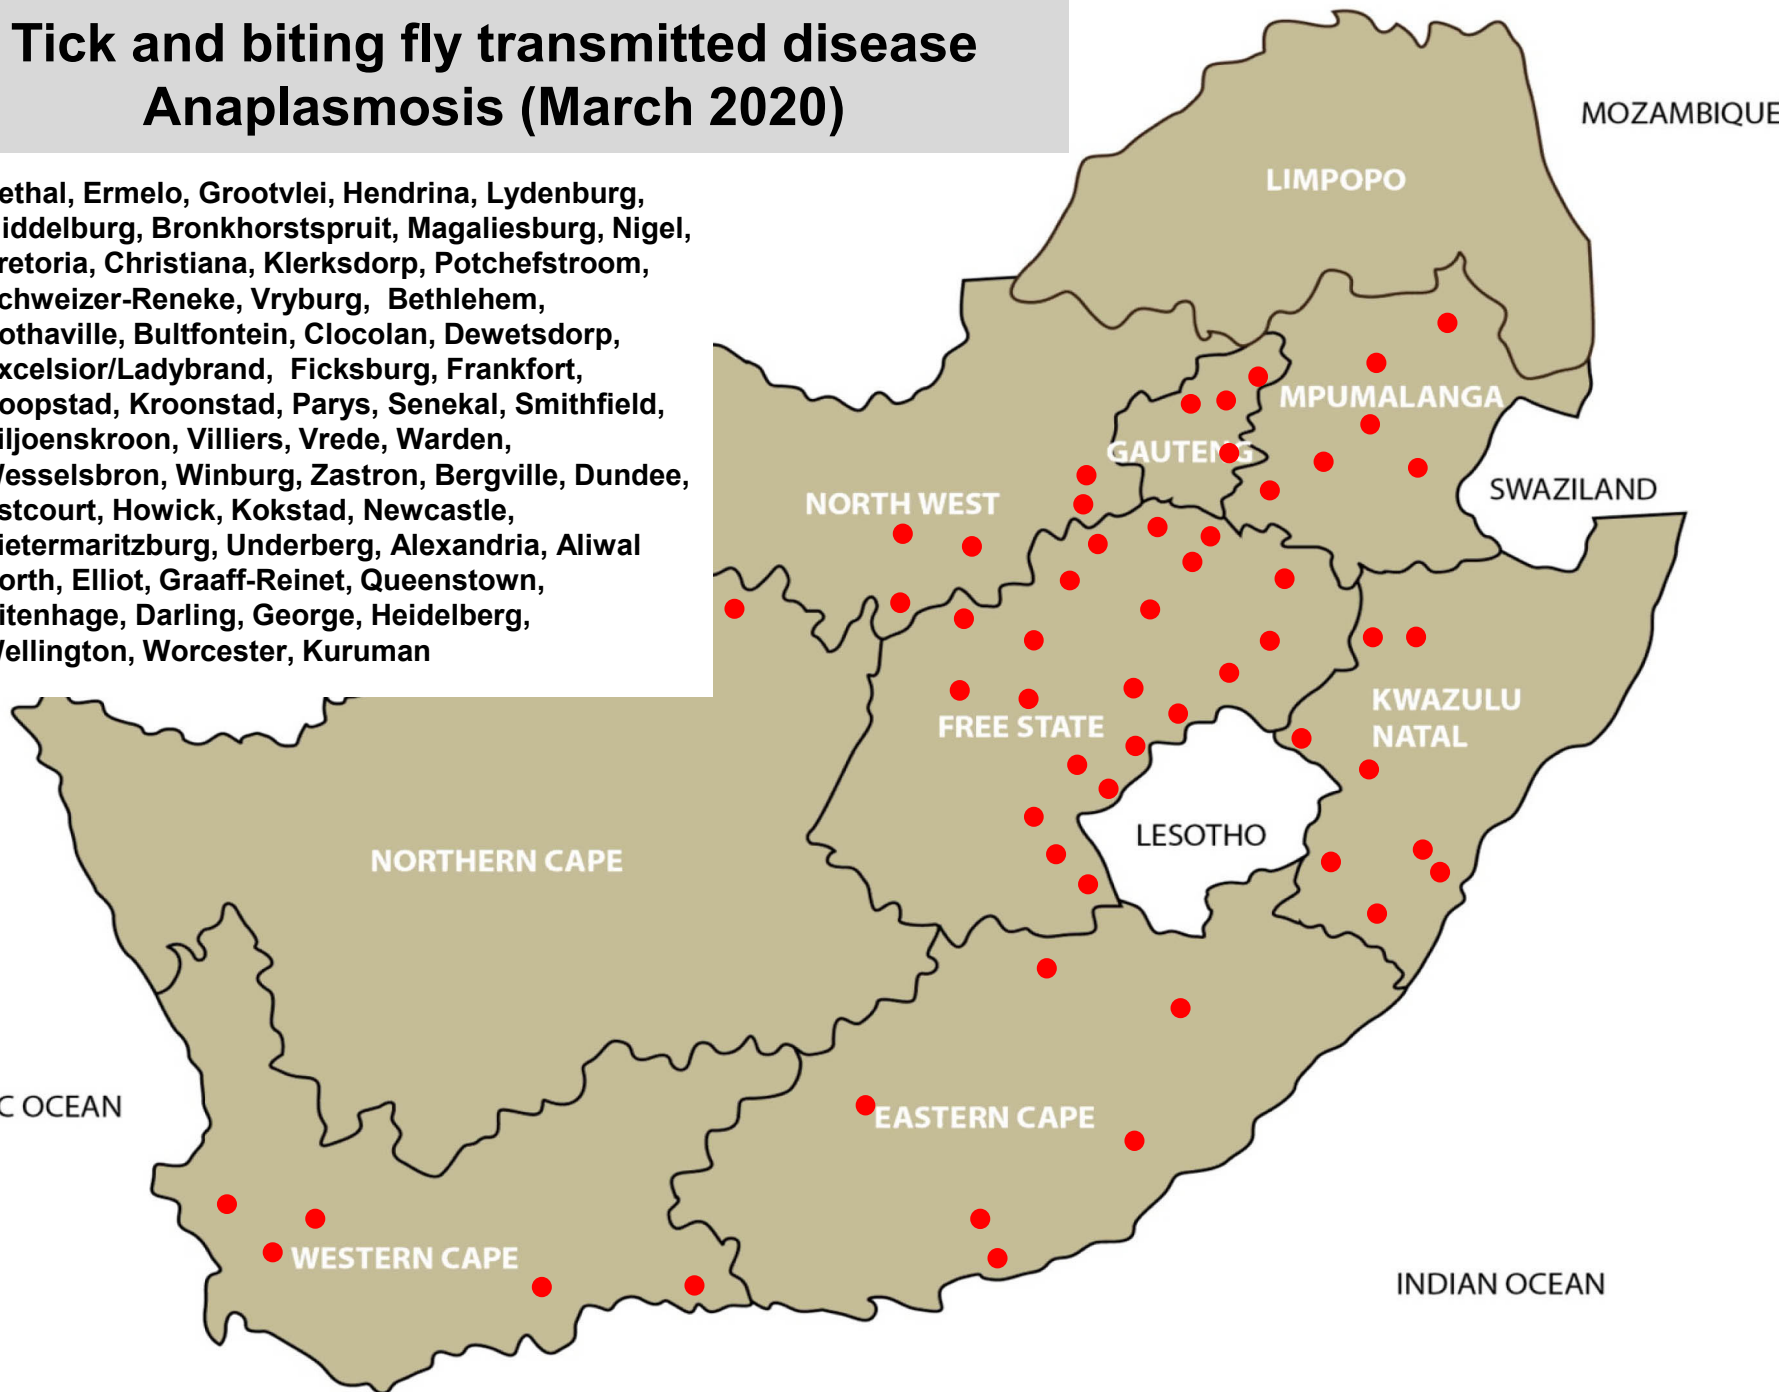 Tick and biting fly transmitted disease
Anaplasmosis (March 2020)
ethal, Ermelo, Grootvlei, Hendrina, Lydenburg,
iddelburg, Bronkhorstspruit, Magaliesburg, Nigel,
retoria, Christiana, Klerksdorp, Potchefstroom,
chweizer-Reneke, Vryburg, Bethlehem,
othaville, Bultfontein, Clocolan, Dewetsdorp,
xcelsior/Ladybrand, Ficksburg, Frankfort,
oopstad, Kroonstad, Parys, Senekal, Smithfield,
iljoenskroon, Villiers, Vrede, Warden,
Wesselsbron, Winburg, Zastron, Bergville, Dundee,
stcourt, Howick, Kokstad, Newcastle,
ietermaritzburg, Underberg, Alexandria, Aliwal
orth, Elliot, Graaff-Reinet, Queenstown,
itenhage, Darling, George, Heidelberg,
Wellington, Worcester, Kuruman
MOZAMBIQUE
LIMPOPO
MPUMALANGA
GAUTENG
SWAZILAND
NORTH WEST
KWAZULU
NATAL
FREE STATE
LESOTHO
NORTHERN CAPE
C OCEAN
EASTERN CAPE
WESTERN CAPE
INDIAN OCEAN